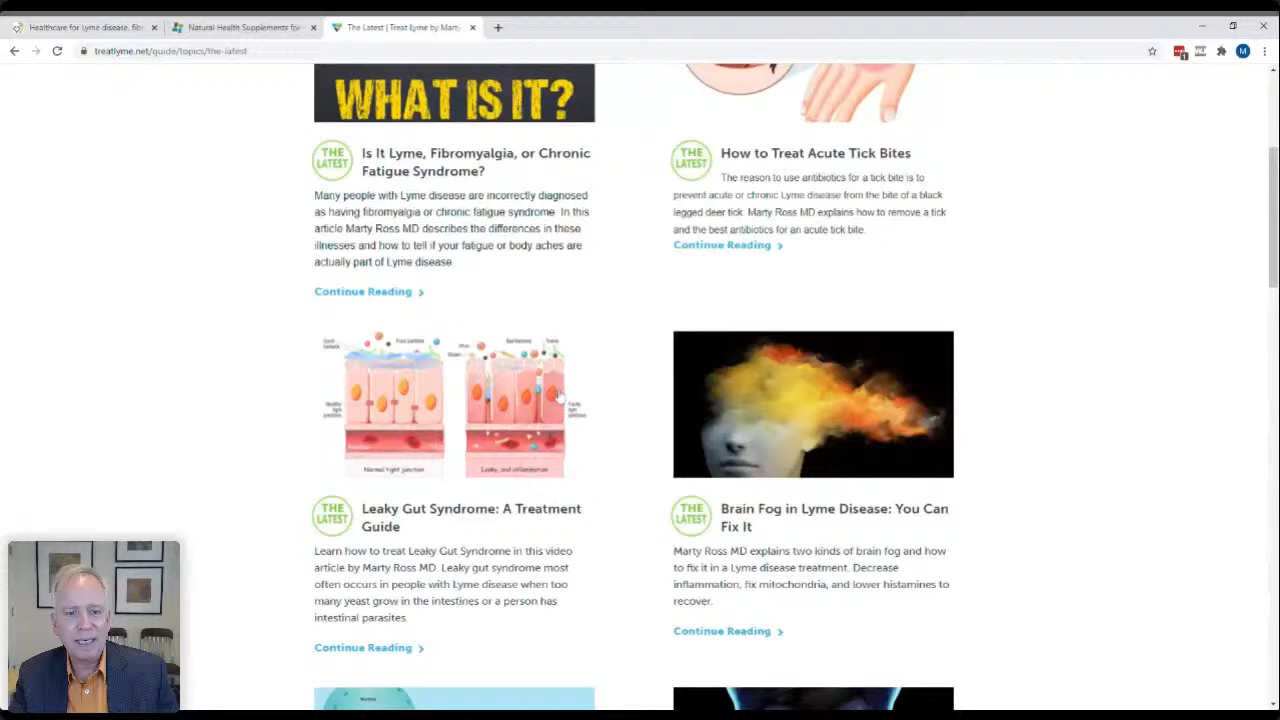 Healthcare for Lyme disease, fib
Natural Health Supplements for
The Latest | Treat Lyme by Marty
treatlyme.net/guide/topics/the-latest
M
WHAT IS IT?
THE LATEST
Is It Lyme, Fibromyalgia, or Chronic
Fatigue Syndrome?
Many people with Lyme disease are incorrectly diagnosed
as having fibromyalgia or chronic fatigue syndrome. In this
article Marty Ross MD describes the differences in these
illnesses and how to tell if your fatigue or body aches are
actually part of Lyme disease.
Continue Reading
THE LATEST
How to Treat Acute Tick Bites
The reason to use antibiotics for a tick bite is to
prevent acute or chronic Lyme disease from the bite of a black
legged deer tick. Marty Ross MD explains how to remove a tick
and the best antibiotics for an acute tick bite.
Continue Reading
Normal tight junction
Leaky, and inflammation
THE LATEST
Leaky Gut Syndrome: A Treatment
Guide
Learn how to treat Leaky Gut Syndrome in this video
article by Marty Ross MD. Leaky gut syndrome most
often occurs in people with Lyme disease when too
many yeast grow in the intestines or a person has
intestinal parasites.
Continue Reading
THE LATEST
Brain Fog in Lyme Disease: You Can
Fix It
Marty Ross MD explains two kinds of brain fog and how
to fix it in a Lyme disease treatment. Decrease
inflammation, fix mitochondria, and lower histamines to
recover.
Continue Reading